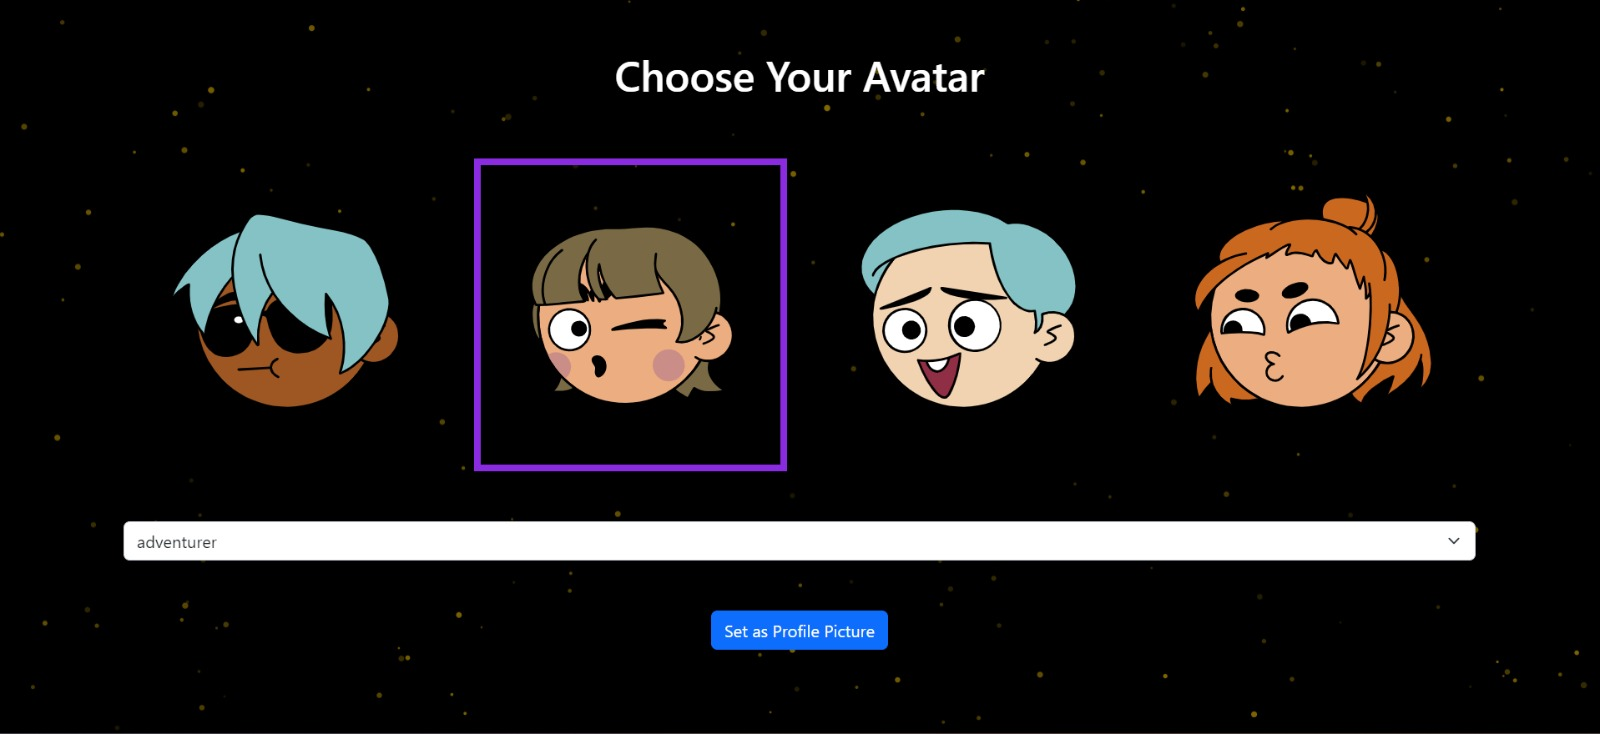 Choose Your Avatar
adventurer
Set as Profile Picture